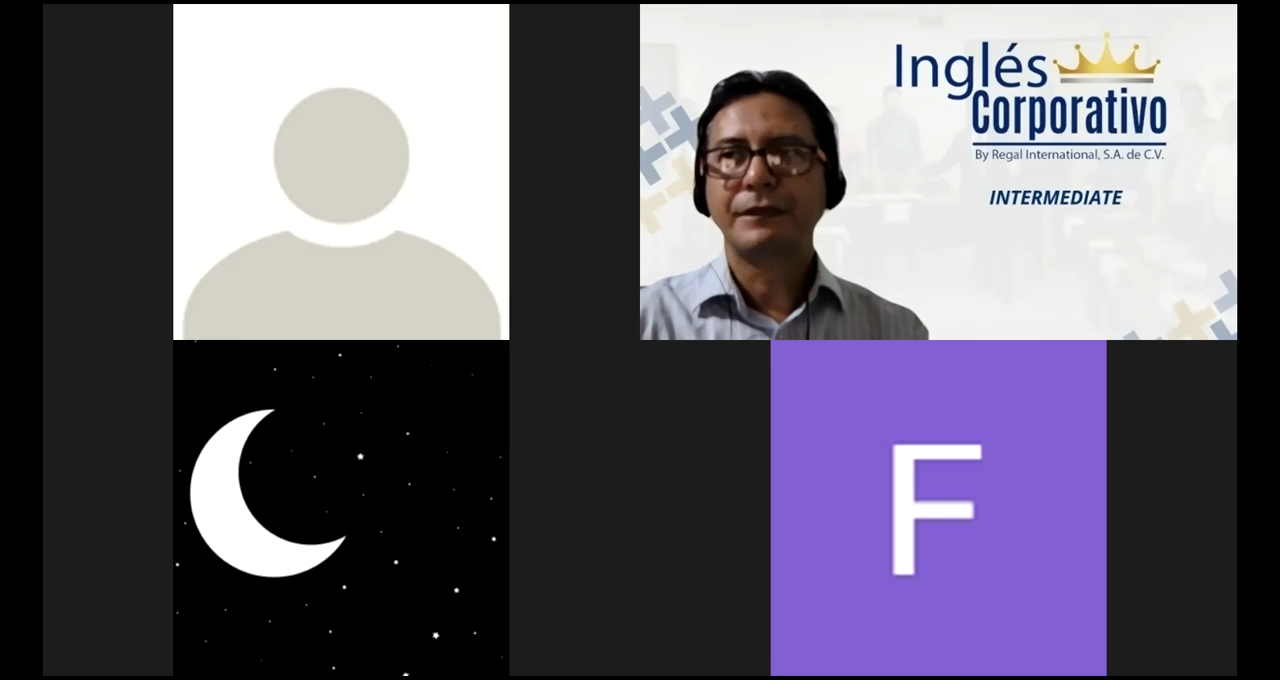 Inglés
Corporativo
By Regal International, S.A. de C.V.
INTERMEDIATE
F